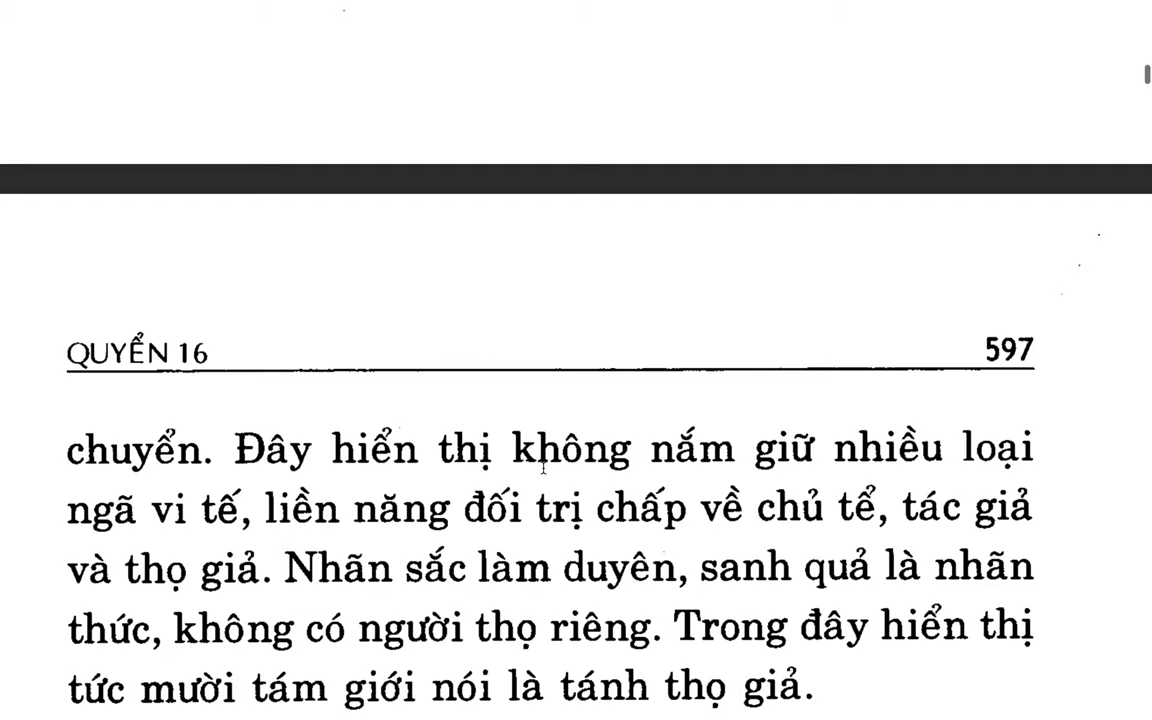 QUYỂN 16 597
chuyển. Đây hiển thị không nắm giữ nhiều loại
ngã vi tế, liền năng đối trị chấp về chủ tể, tác giả
và thọ giả. Nhãn sắc làm duyên, sanh quả là nhãn
thức, không có người thọ riêng. Trong đây hiển thị
tức mười tám giới nói là tánh thọ giả.